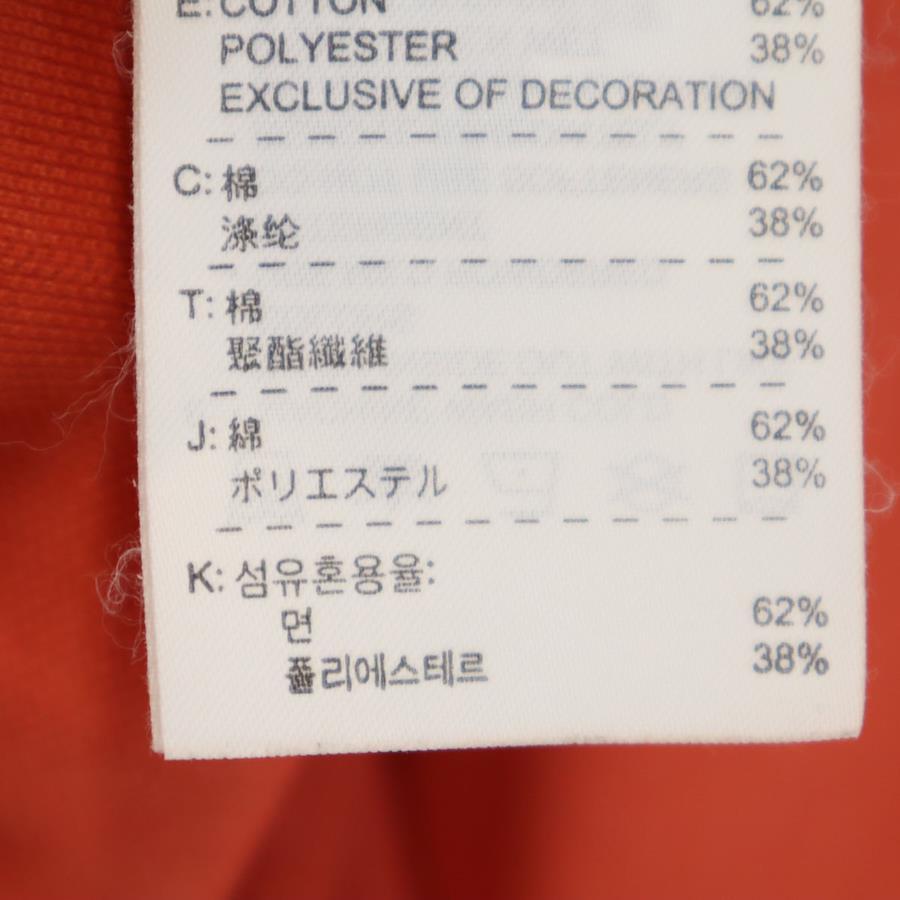 E: COTTON 62%
POLYESTER 38%
EXCLUSIVE OF DECORATION
C: 棉 62%
涤纶 38%
T: 棉 62%
聚酯纖維 38%
J: 綿 62%
ポリエステル 38%
K: 섬유혼용율:
면 62%
폴리에스테르 38%